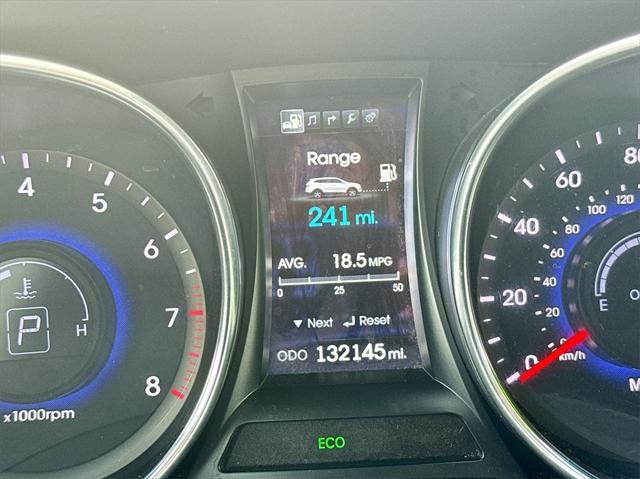 Range
241 mi.
AVG. 18.5 MPG
0 25 50
Next Reset
ODO 132145 mi.
ECO
4
5
6
7
8
x1000rpm
P
H
80
60
40
20
0
120
100
80
60
40
20
km/h
E